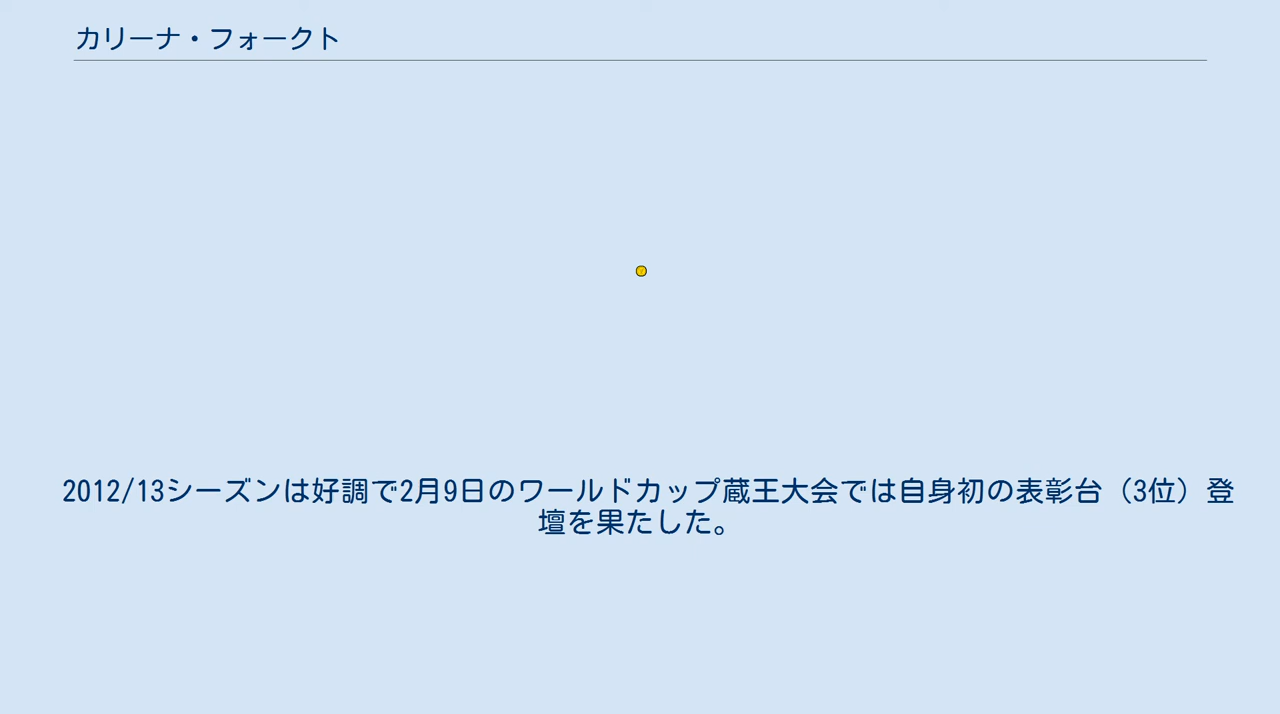 カリーナ・フォークト
2012/13シーズンは好調で2月9日のワールドカップ蔵王大会では自身初の表彰台（3位）登
壇を果たした。